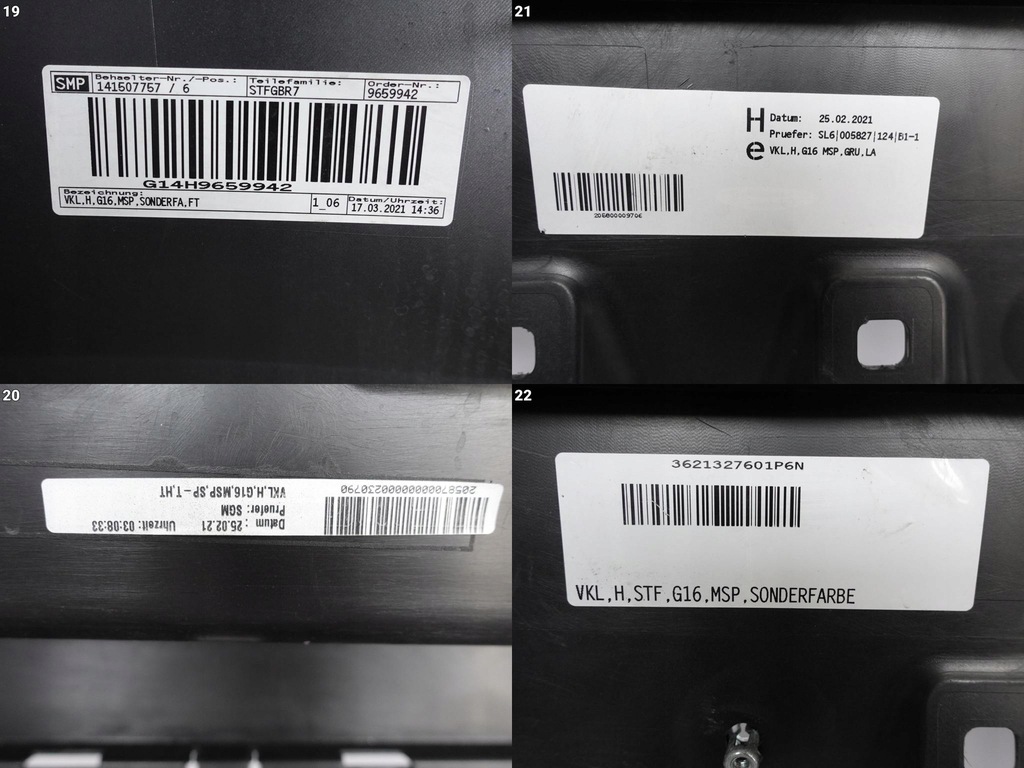 19
SMP
Behaelter-Nr./-Pos.: Teilefamilie: Order-Nr.:
141507757 / 6 STFGBR7 9659942
G14H9659942
Bezeichnung: Datum/Uhrzeit:
VKL,H,G16,MSP,SONDERFA,FT 1_06 17.03.2021 14:36
21
H Datum: 25.02.2021
Pruefer: SL6|005827|124|B1-1
e VKL,H,G16 MSP,GRU,LA
205800009706
20
Datum : 25.02.21 Uhrzeit: 03:08:33
Pruefer: SGM
VKL,H,G16,MSP,SP-T,HT
22
3621327601P6N
VKL,H,STF,G16,MSP,SONDERFARBE